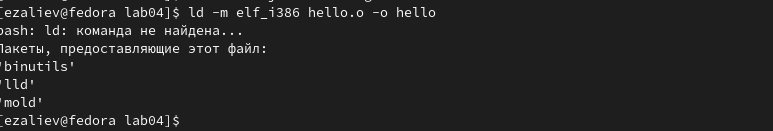 [ezaliev@fedora lab04]$ ld -m elf_i386 hello.o -o hello
bash: ld: команда не найдена...
Пакеты, предоставляющие этот файл:
'binutils'
'lld'
'mold'
[ezaliev@fedora lab04]$